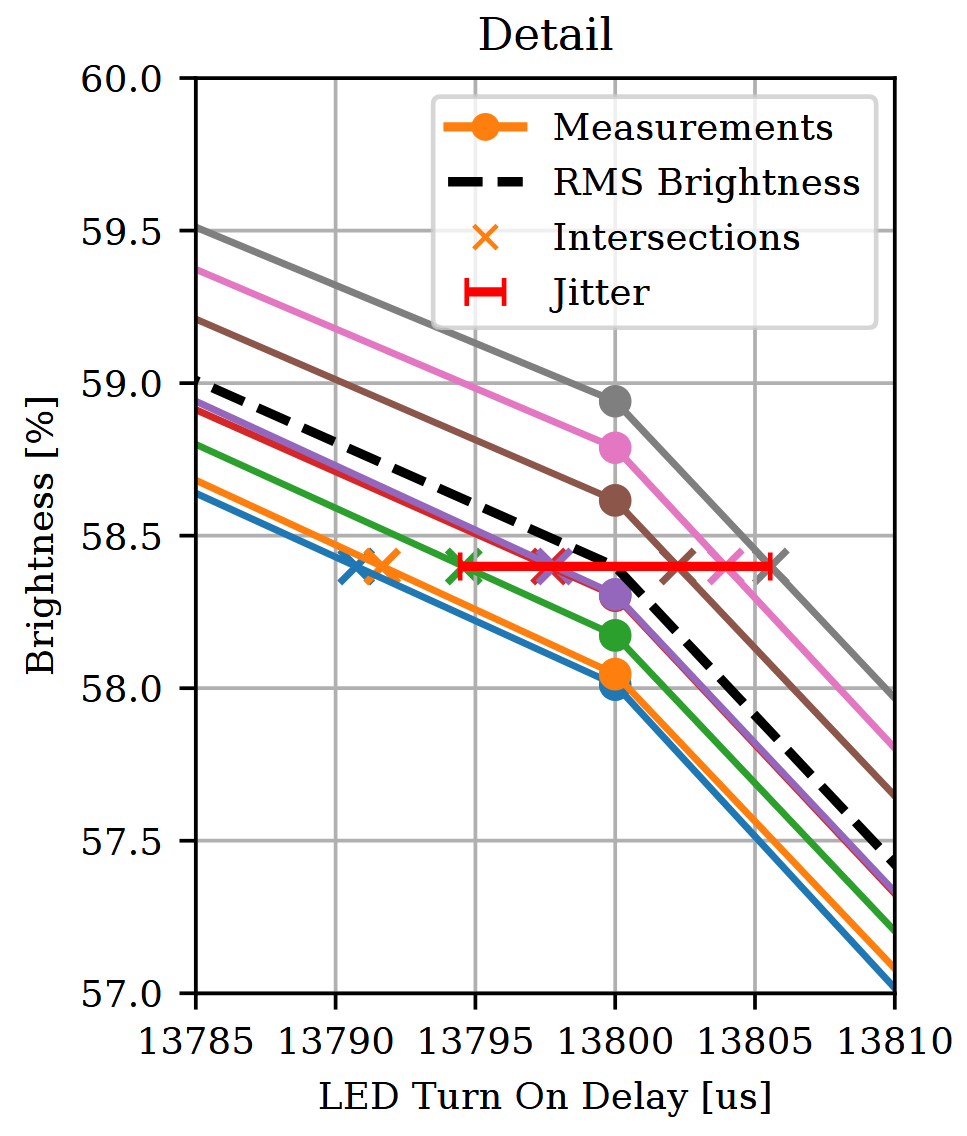 Detail
60.0
59.5
59.0
58.5
58.0
57.5
57.0
Brightness [%]
Measurements
RMS Brightness
Intersections
Jitter
13785 13790 13795 13800 13805 13810
LED Turn On Delay [us]